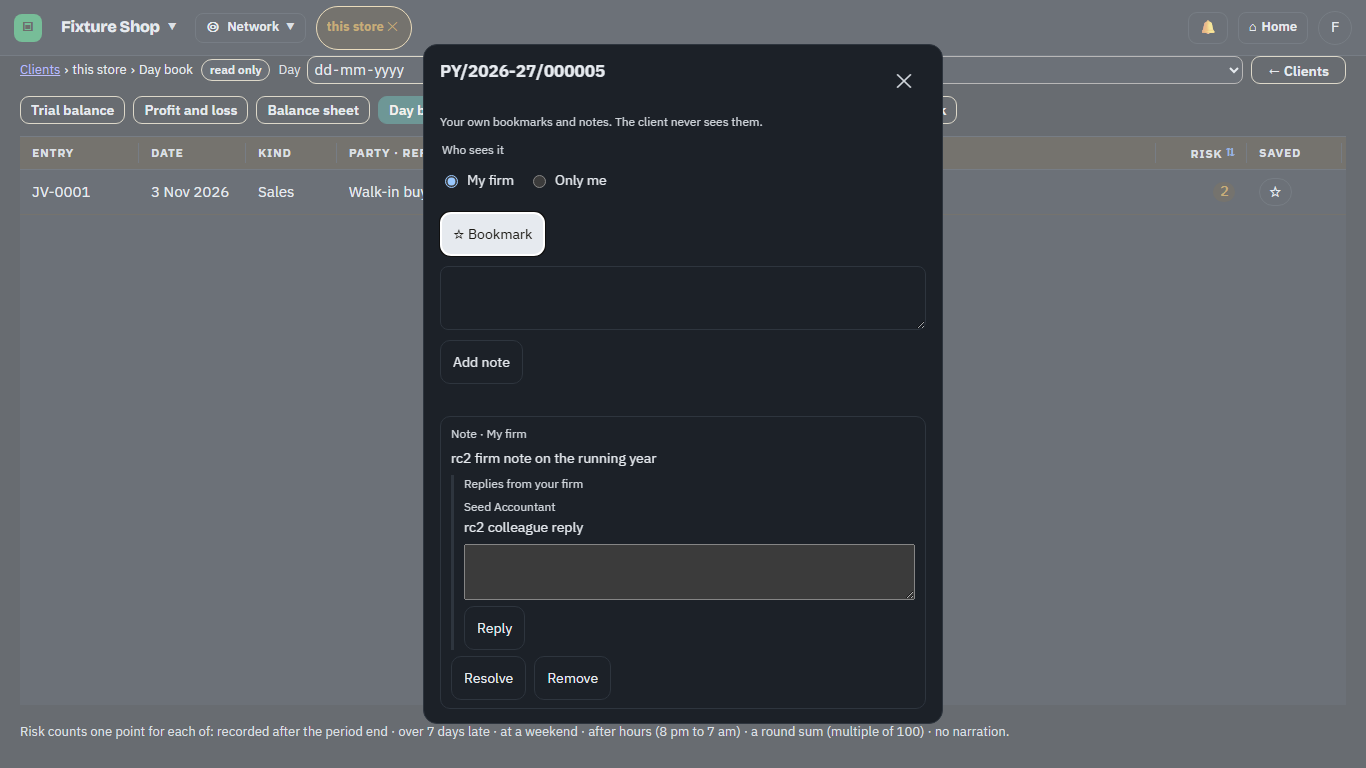 Fixture Shop ▼ Network ▼ this store ✕ Home F
Clients › this store › Day book read only Day dd-mm-yyyy ← Clients
Trial balance Profit and loss Balance sheet Day b
ENTRY DATE KIND PARTY · REF RISK ⇅ SAVED
JV-0001 3 Nov 2026 Sales Walk-in buy 2 ☆
PY/2026-27/000005
Your own bookmarks and notes. The client never sees them.
Who sees it
My firm Only me
☆ Bookmark
Add note
Note · My firm
rc2 firm note on the running year
Replies from your firm
Seed Accountant
rc2 colleague reply
Reply
Resolve Remove
Risk counts one point for each of: recorded after the period end · over 7 days late · at a weekend · after hours (8 pm to 7 am) · a round sum (multiple of 100) · no narration.